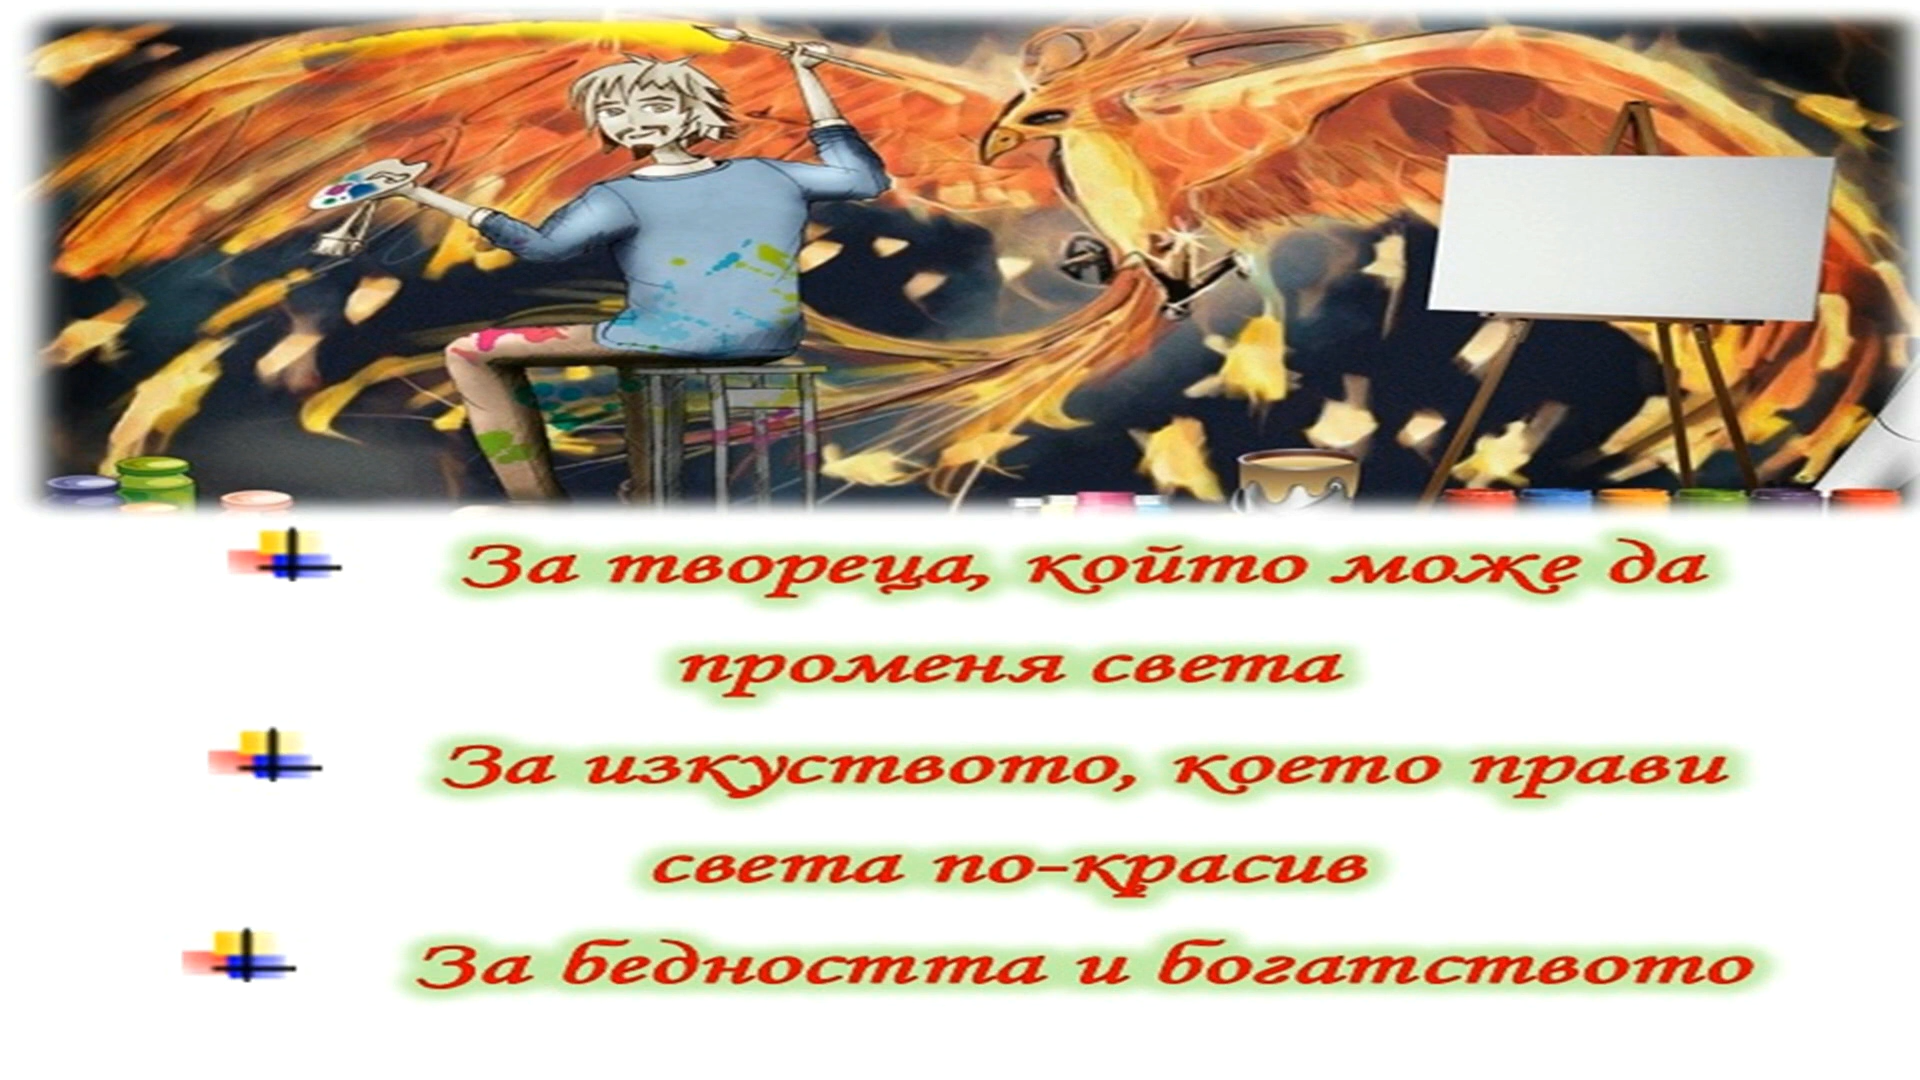 За твореца, който може да
променя света
За изкуството, което прави
света по-красив
За бедността и богатството